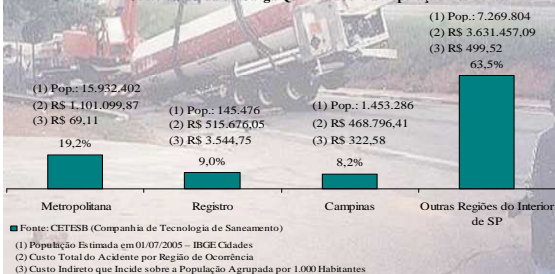 (1) Pop.: 7.269.804
(2) R$ 3.631.457,09
(3) R$ 499,52
63,5%
(1) Pop.: 15.932.402
(2) R$ 1.101.099,87
(3) R$ 69,11
19,2%
(1) Pop.: 145.476
(2) R$ 515.676,05
(3) R$ 3.544,75
9,0%
(1) Pop.: 1.453.286
(2) R$ 468.796,41
(3) R$ 322,58
8,2%
Metropolitana
Registro
Campinas
Outras Regiões do Interior
de SP
Fonte: CETESB (Companhia de Tecnologia de Saneamento)
(1) População Estimada em 01/07/2005 – IBGE Cidades
(2) Custo Total do Acidente por Região de Ocorrência
(3) Custo Indireto que Incide sobre a População Agrupada por 1.000 Habitantes